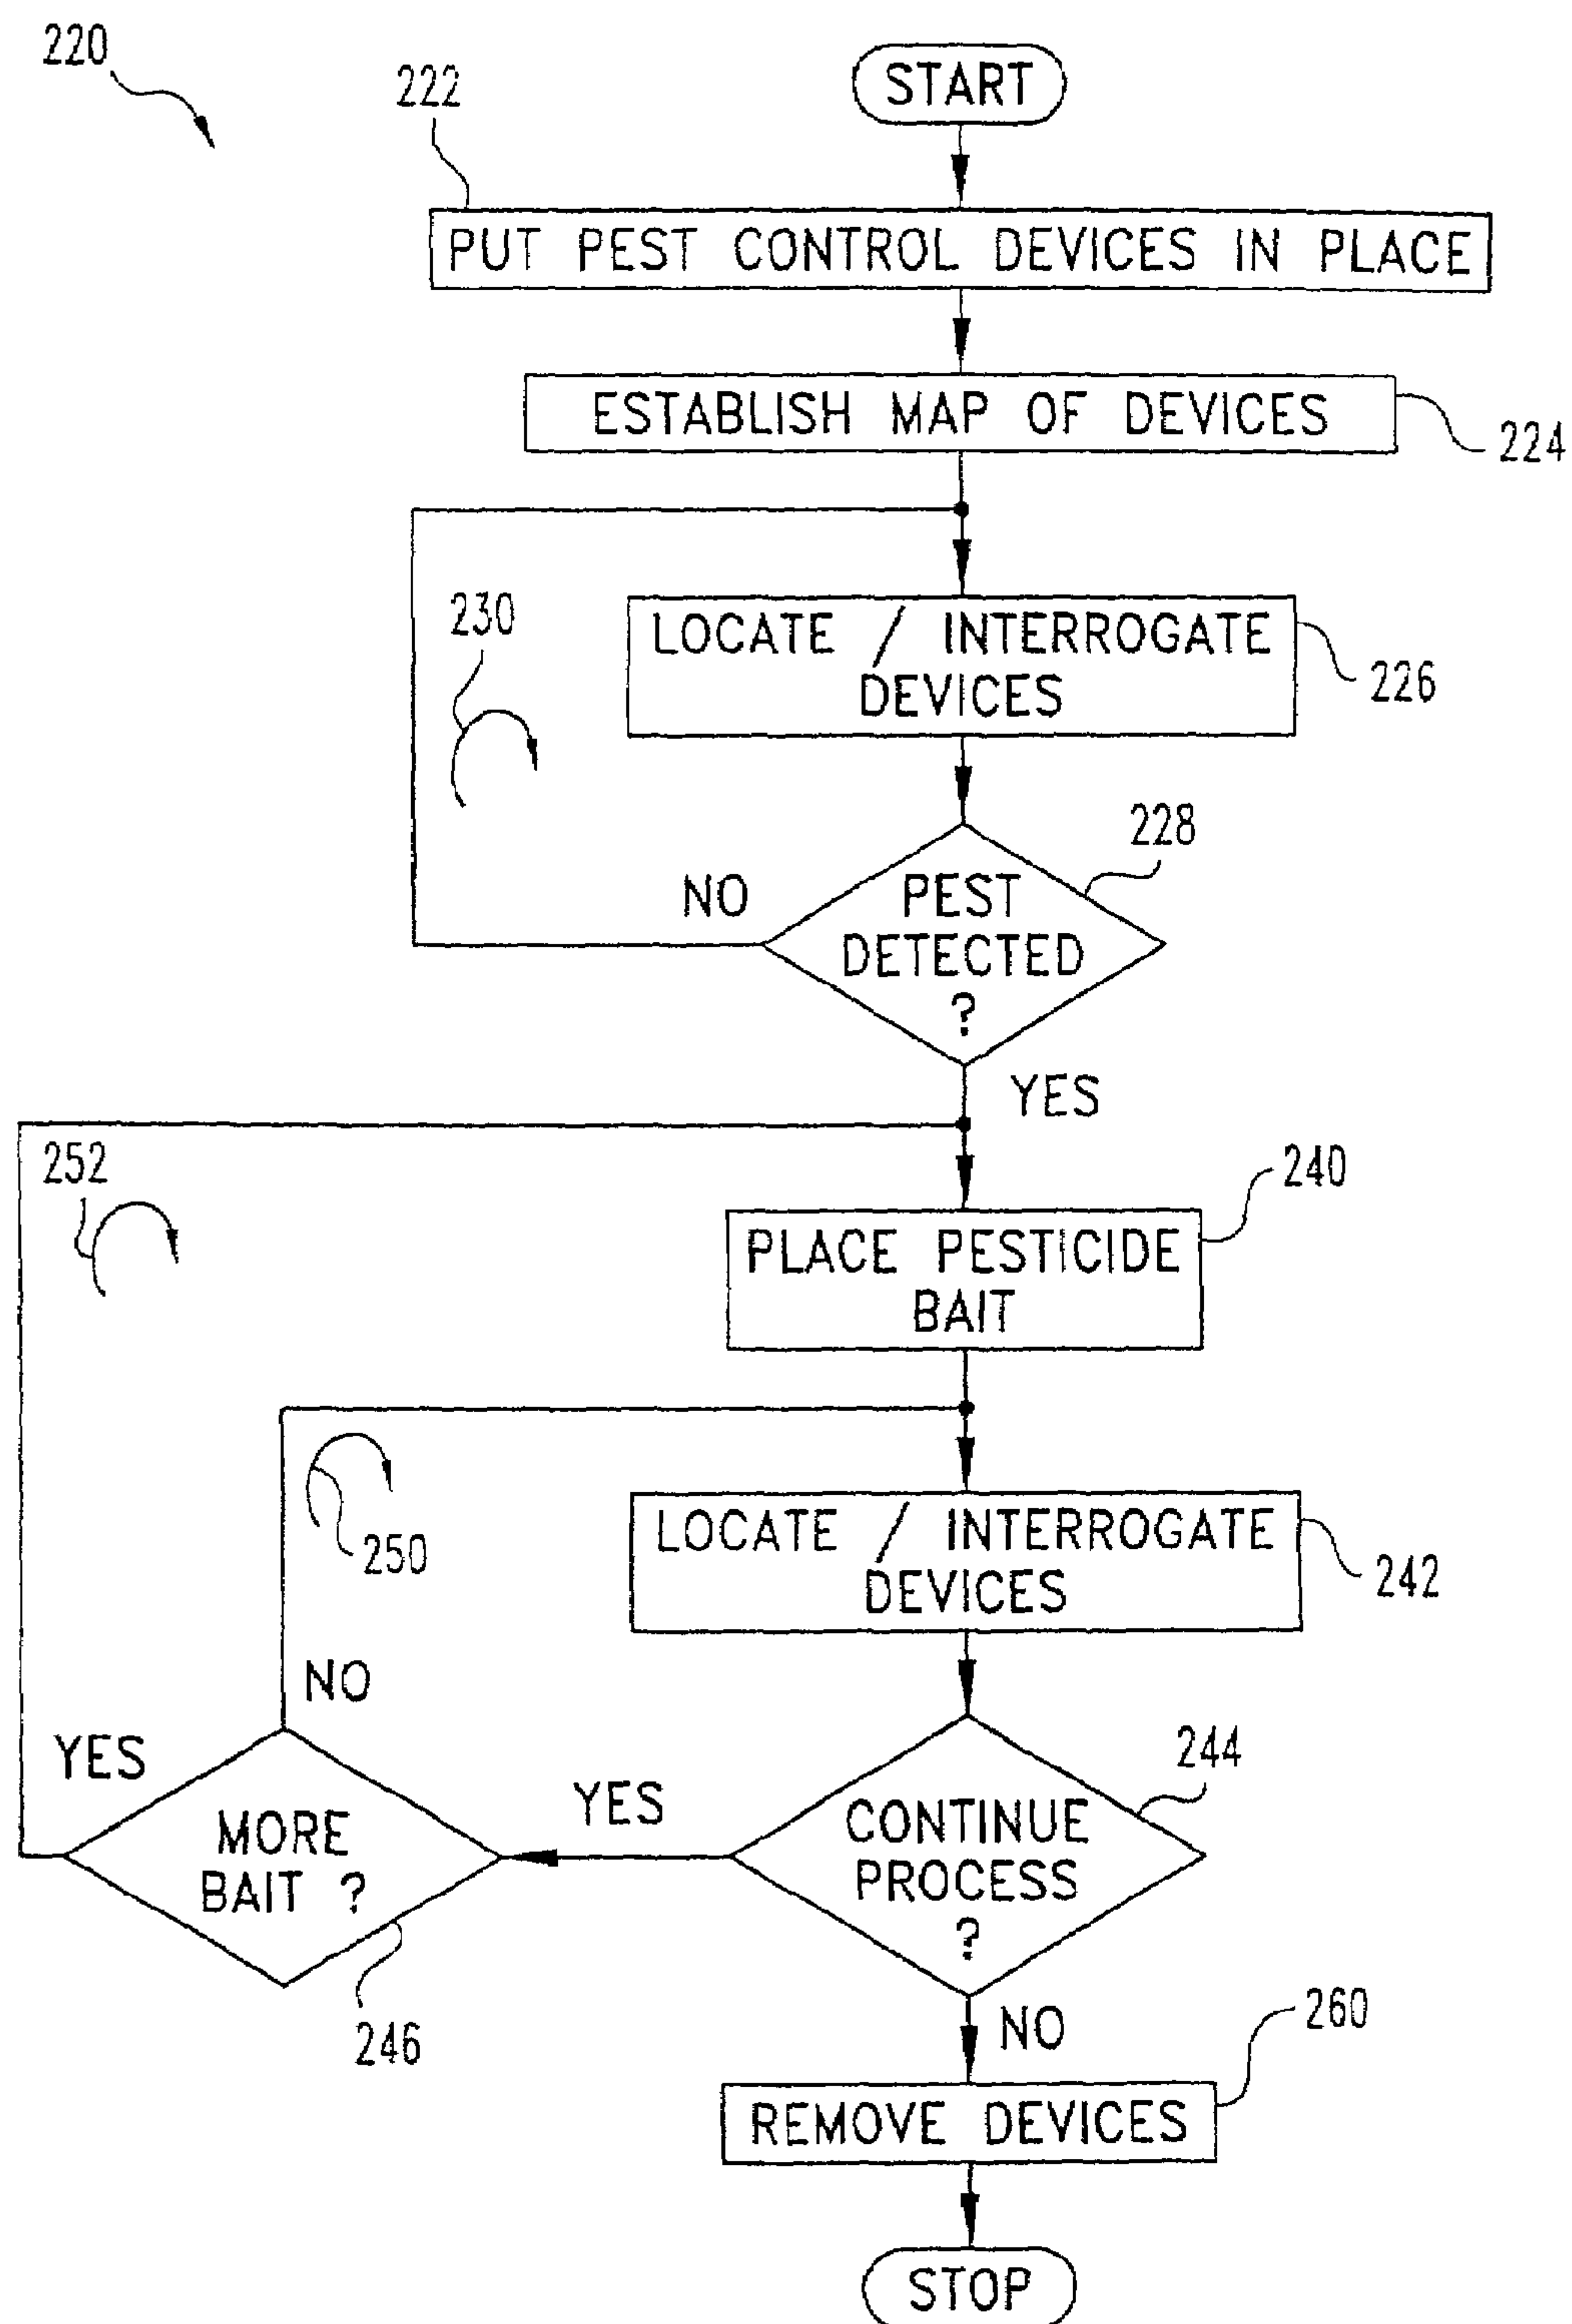 220
START
222
PUT PEST CONTROL DEVICES IN PLACE
ESTABLISH MAP OF DEVICES
224
230
LOCATE / INTERROGATE
DEVICES
226
228
NO
PEST
DETECTED
?
YES
252
240
PLACE PESTICIDE
BAIT
250
LOCATE / INTERROGATE
DEVICES
242
NO
YES
244
YES
MORE
BAIT ?
CONTINUE
PROCESS
?
246
NO
260
REMOVE DEVICES
STOP